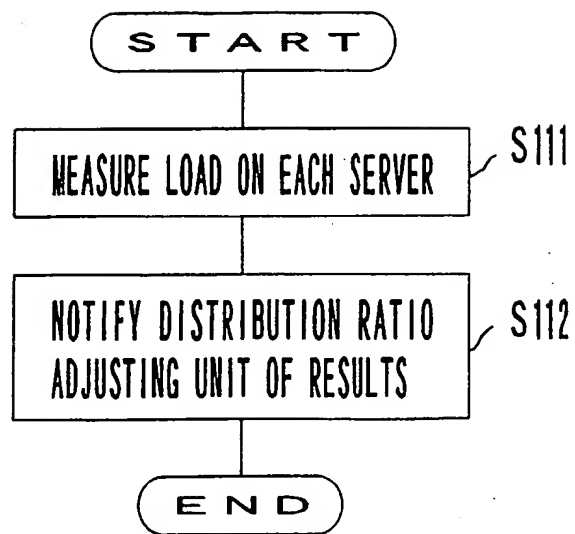 START
MEASURE LOAD ON EACH SERVER
S111
NOTIFY DISTRIBUTION RATIO
ADJUSTING UNIT OF RESULTS
S112
END